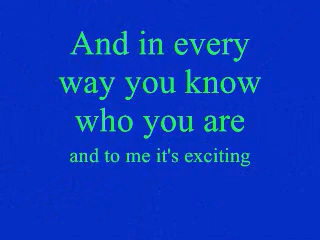 And in every
way you know
who you are
and to me it's exciting